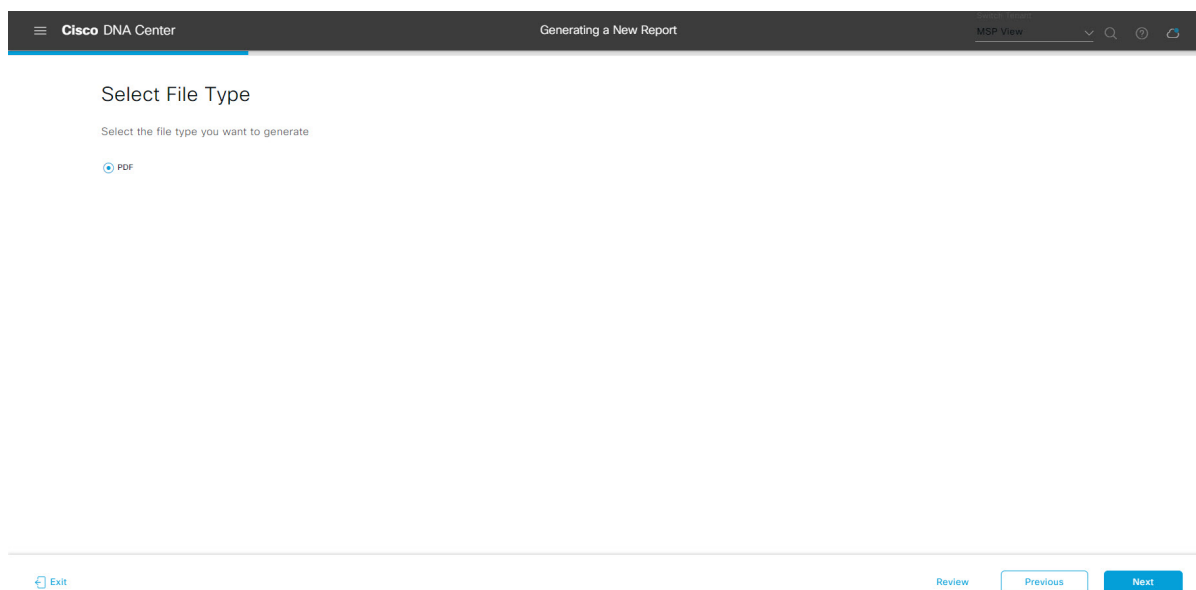 Cisco DNA Center
Generating a New Report
MSP View
Select File Type
Select the file type you want to generate
PDF
Exit
Review
Previous
Next